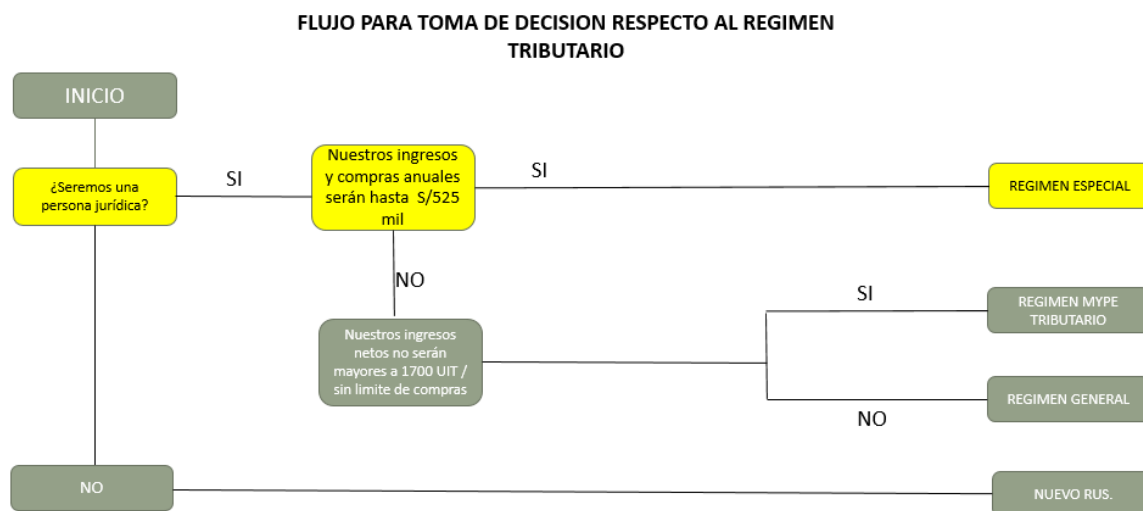 FLUJO PARA TOMA DE DECISION RESPECTO AL REGIMEN
TRIBUTARIO
INICIO
¿Seremos una
persona jurídica?
SI
Nuestros ingresos
y compras anuales
serán hasta S/525
mil
SI
REGIMEN ESPECIAL
NO
Nuestros ingresos
netos no serán
mayores a 1700 UIT /
sin limite de compras
SI
REGIMEN MYPE
TRIBUTARIO
NO
REGIMEN GENERAL
NO
NUEVO RUS.